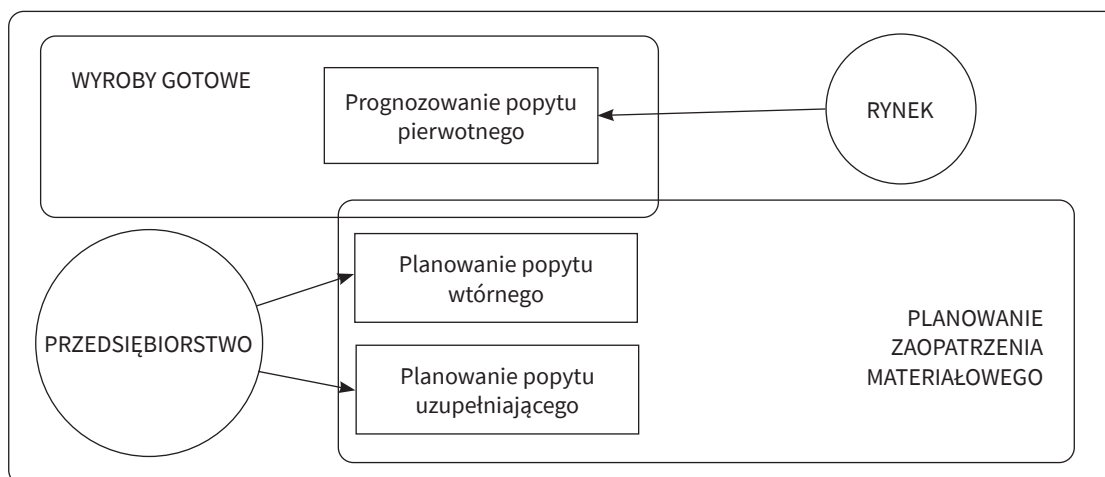 WYROBY GOTOWE
Prognozowanie popytu
pierwotnego
RYNEK
Planowanie popytu
wtórnego
PRZEDSIĘBIORSTWO
PLANOWANIE
ZAOPATRZENIA
MATERIAŁOWEGO
Planowanie popytu
uzupełniającego